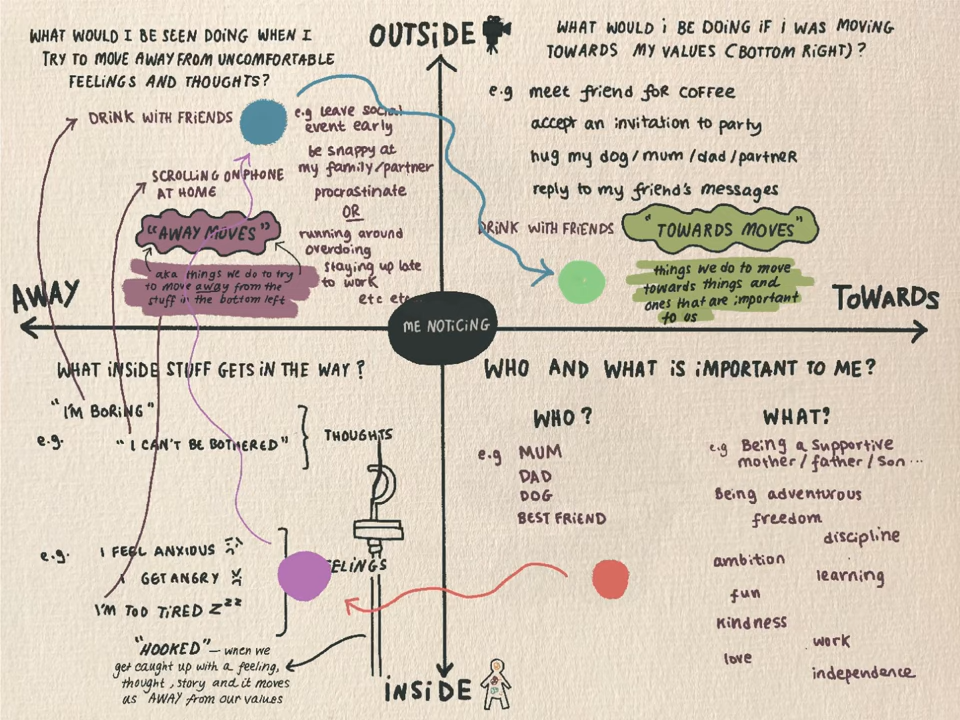 WHAT WOULD I BE SEEN DOING WHEN I
TRY TO MOVE AWAY FROM UNCOMFORTABLE
FEELINGS AND THOUGHTS?
OUTSIDE
WHAT WOULD i BE DOING IF I WAS MOVING
TOWARDS MY VALUES (BOTTOM RIGHT)?
DRINK WITH FRIENDS
e.g Leave social
event early
be snappy at
my family/partner
procrastinate
OR
running around
overdoing
staying up late
to work
etc etc
SCROLLING ON PHONE
AT HOME
"AWAY MOVES"
aka things we do to try
to move away from the
stuff in the bottom left
e.g meet friend for coffee
accept an invitation to party
hug my dog/mum/dad/partner
reply to my friend's messages
DRINK WITH FRIENDS
"TOWARDS MOVES"
things we do to move
towards things and
ones that are important
to us
AWAY
ME NOTICING
TOWARDS
WHAT INSIDE STUFF GETS IN THE WAY?
"I'M BORING"
e.g. "I CAN'T BE BOTHERED"
THOUGHTS
e.g. I FEEL ANXIOUS
I GET ANGRY
I'M TOO TIRED Zzz
FEELINGS
"HOOKED" – when we
get caught up with a feeling,
thought, story and it moves
us AWAY from our values
INSIDE
WHO AND WHAT IS IMPORTANT TO ME?
WHO?
e.g MUM
DAD
DOG
BEST FRIEND
WHAT?
e.g Being a supportive
mother/father/son...
Being adventurous
freedom
discipline
ambition
learning
fun
kindness
work
love
independence